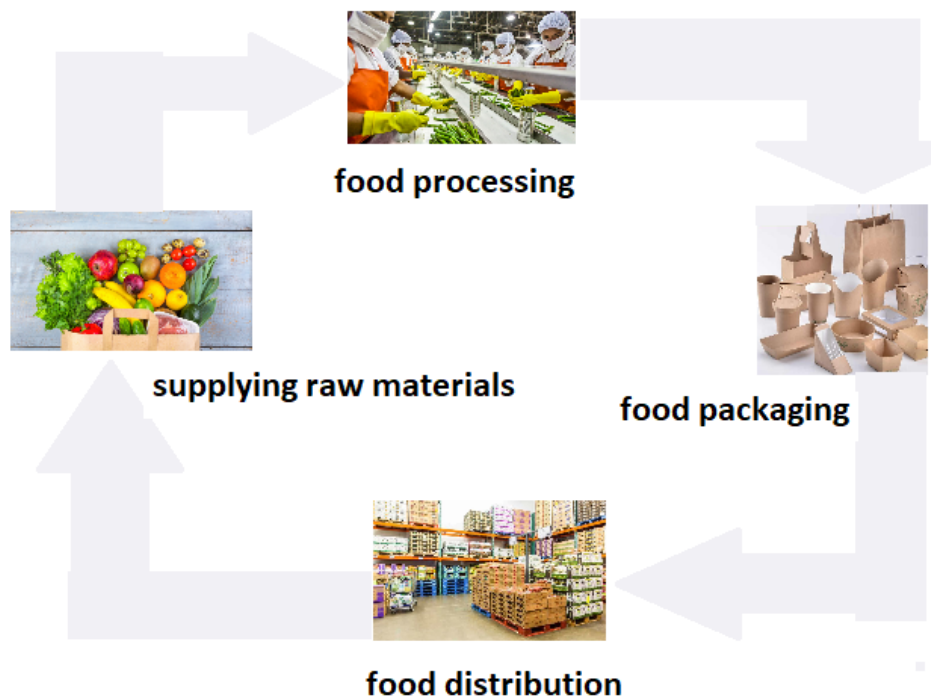 food processing
supplying raw materials
food packaging
food distribution